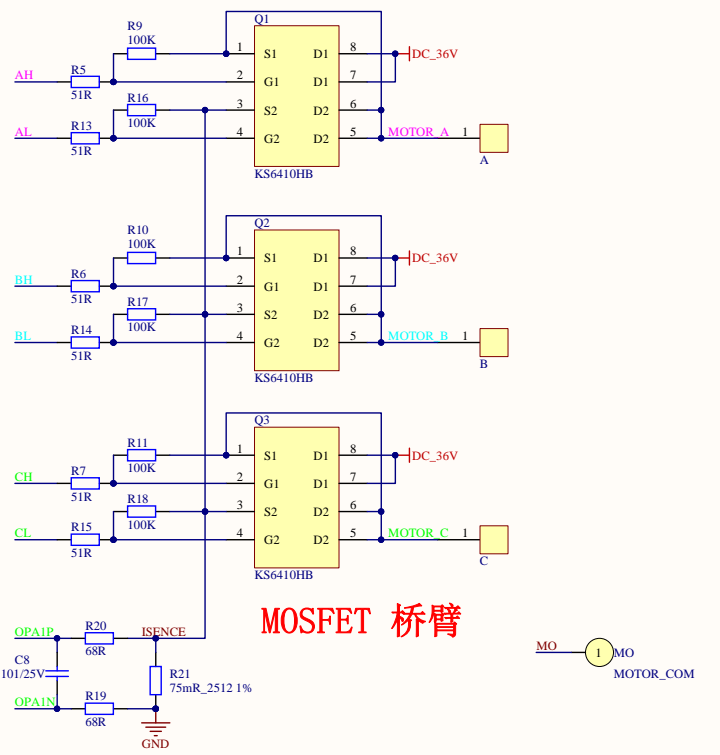 R9
100K
Q1
1 S1 D1 8 DC_36V
AH R5 2 G1 D1 7
51R
R16
100K
3 S2 D2 6
AL R13 4 G2 D2 5 MOTOR_A 1
51R
A
KS6410HB
R10
100K
Q2
1 S1 D1 8 DC_36V
BH R6 2 G1 D1 7
51R
R17
100K
3 S2 D2 6
BL R14 4 G2 D2 5 MOTOR_B 1
51R
B
KS6410HB
R11
100K
Q3
1 S1 D1 8 DC_36V
CH R7 2 G1 D1 7
51R
R18
100K
3 S2 D2 6
CL R15 4 G2 D2 5 MOTOR_C 1
51R
C
KS6410HB
MOSFET 桥臂
OPA1P R20 ISENCE
68R
C8
101/25V
R21
75mR_2512 1%
OPA1N R19
68R
GND
MO 1 MO
MOTOR_COM